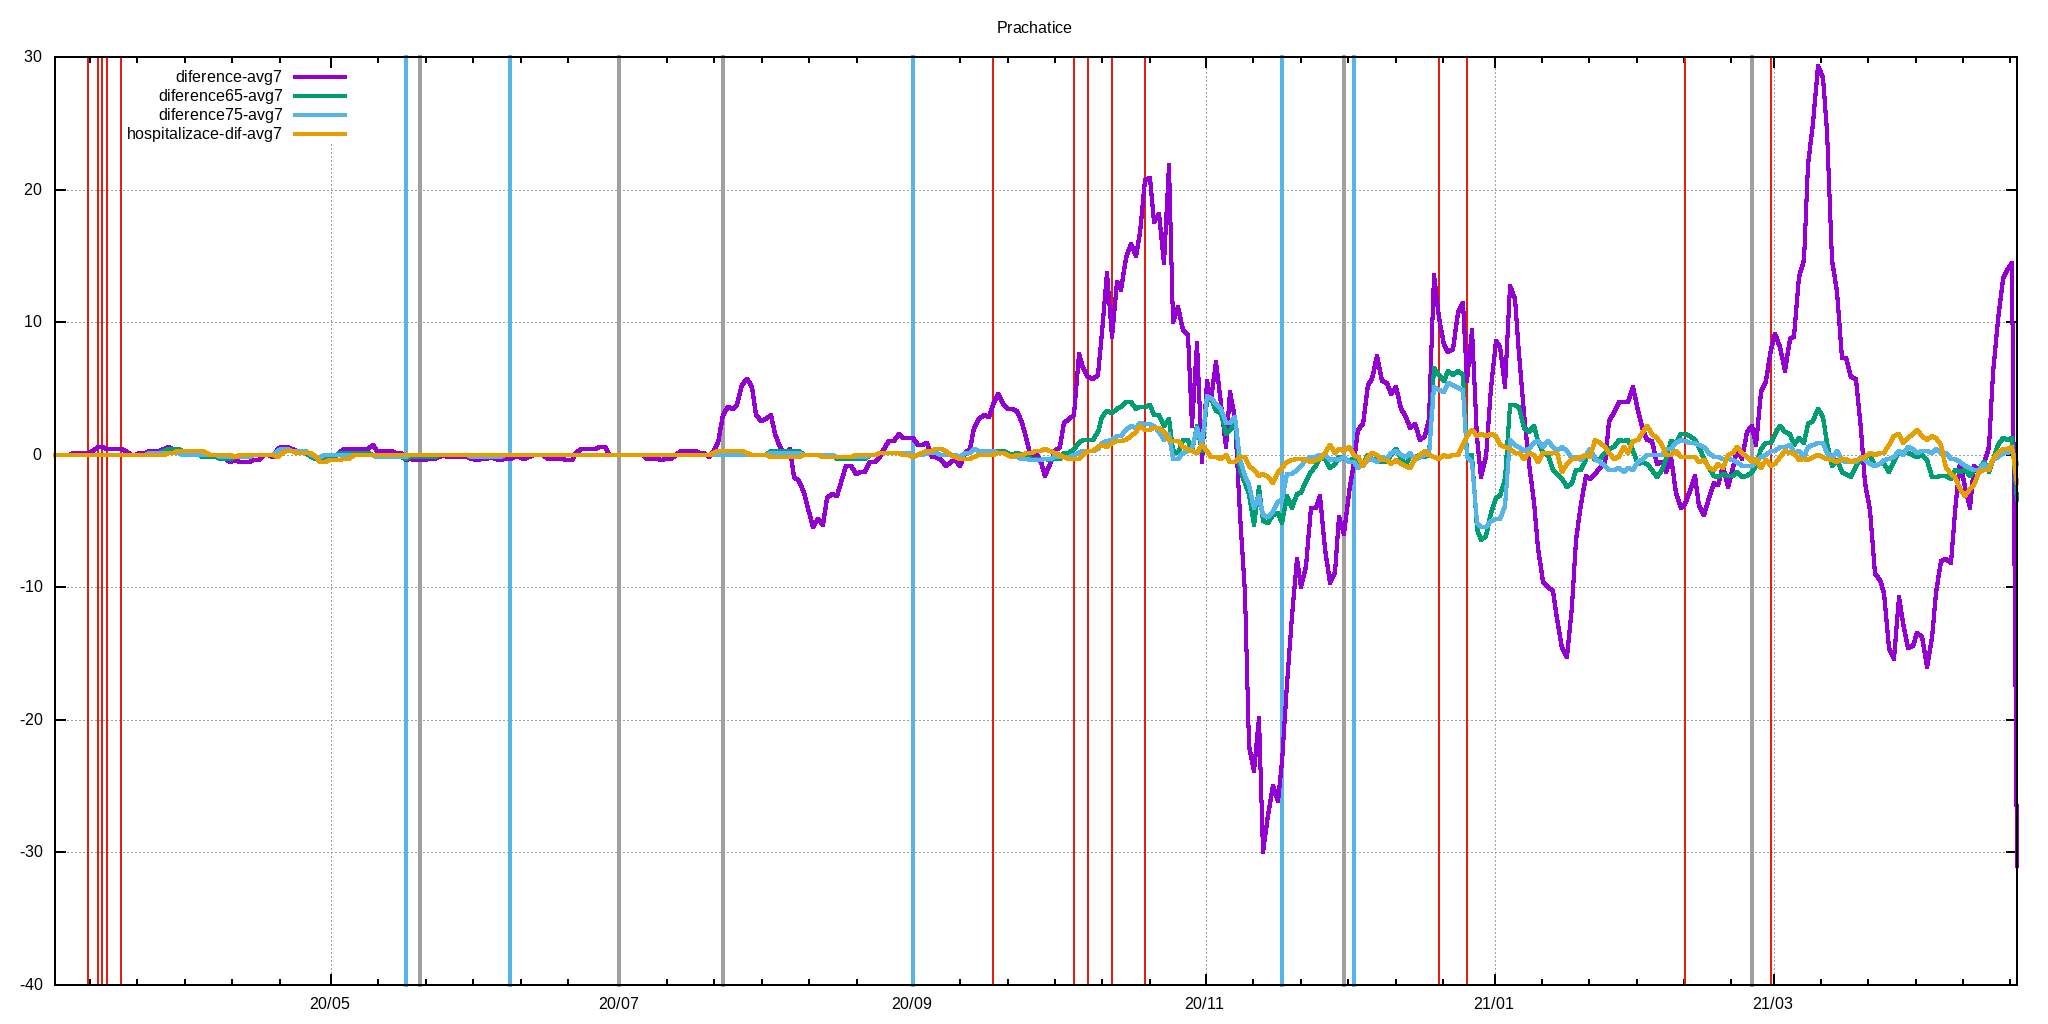 Prachatice
diference-avg7
diference65-avg7
diference75-avg7
hospitalizace-dif-avg7
30
20
10
0
-10
-20
-30
-40
20/05 20/07 20/09 20/11 21/01 21/03